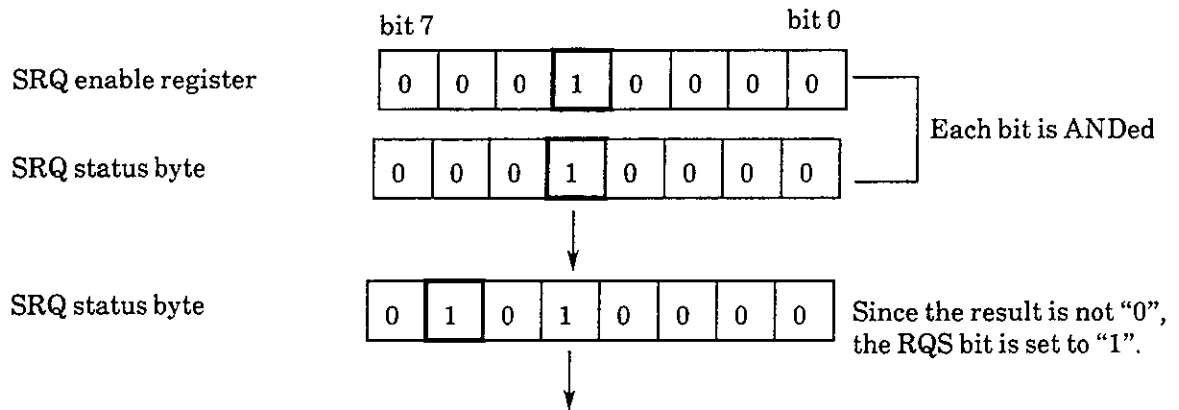 bit 7 bit 0
SRQ enable register 0 0 0 1 0 0 0 0
Each bit is ANDed
SRQ status byte 0 0 0 1 0 0 0 0
SRQ status byte 0 1 0 1 0 0 0 0
Since the result is not “0”,
the RQS bit is set to “1”.